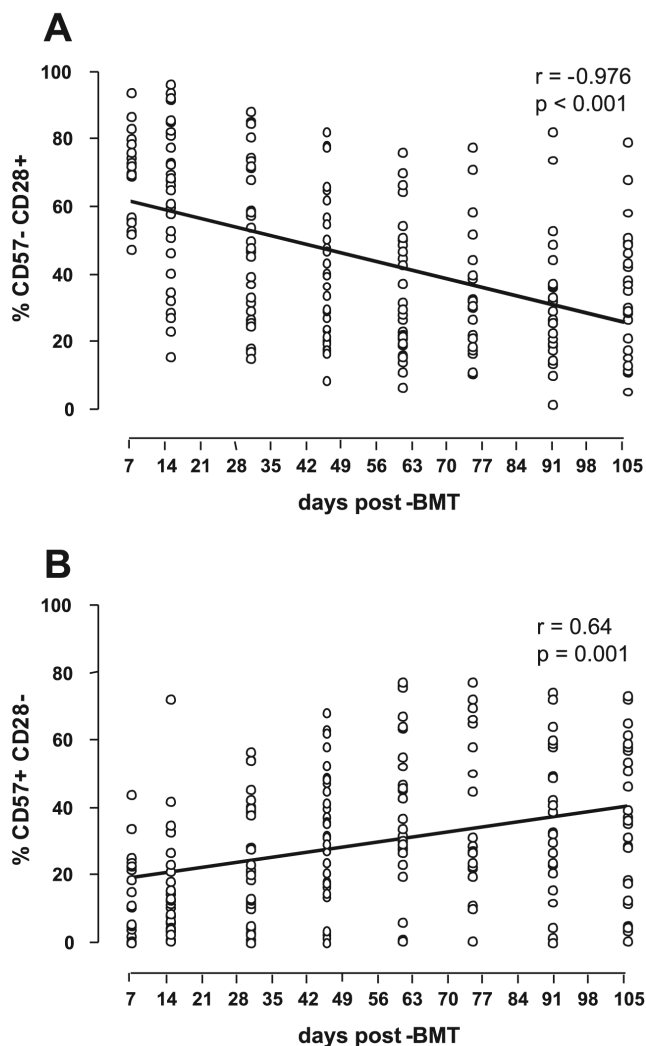 A
100
r = -0.976
p < 0.001
80
60
% CD57- CD28+
40
20
0
7 14 21 28 35 42 49 56 63 70 77 84 91 98 105
days post -BMT
B
100
r = 0.64
p = 0.001
80
60
% CD57+ CD28-
40
20
0
7 14 21 28 35 42 49 56 63 70 77 84 91 98 105
days post -BMT